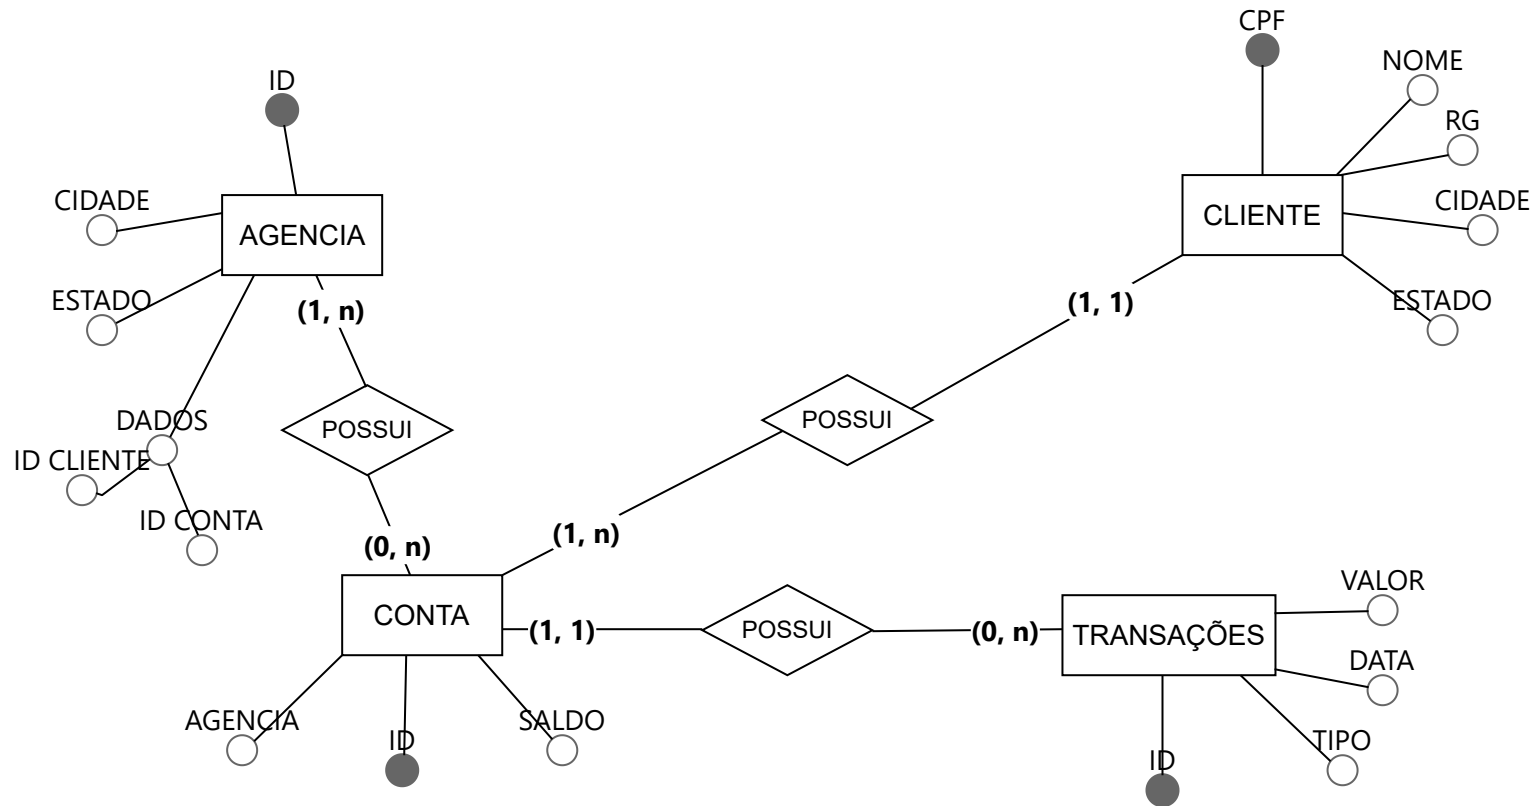 CPF
NOME
ID
RG
CIDADE
AGENCIA
CLIENTE
CIDADE
ESTADO
(1, n)
(1, 1)
ESTADO
DADOS
POSSUI
POSSUI
ID CLIENTE
ID CONTA
(0, n)
(1, n)
CONTA
(1, 1)
POSSUI
(0, n)
TRANSAÇÕES
VALOR
DATA
AGENCIA
ID
SALDO
ID
TIPO